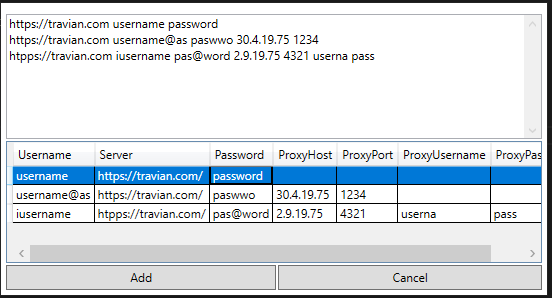 https://travian.com username password
https://travian.com username@as paswwo 30.4.19.75 1234
htpps://travian.com iusername pas@word 2.9.19.75 4321 userna pass
Username Server Password ProxyHost ProxyPort ProxyUsername ProxyPas
username https://travian.com/ password
username@as https://travian.com/ paswwo 30.4.19.75 1234
iusername htpps://travian.com/ pas@word 2.9.19.75 4321 userna pass
Add Cancel